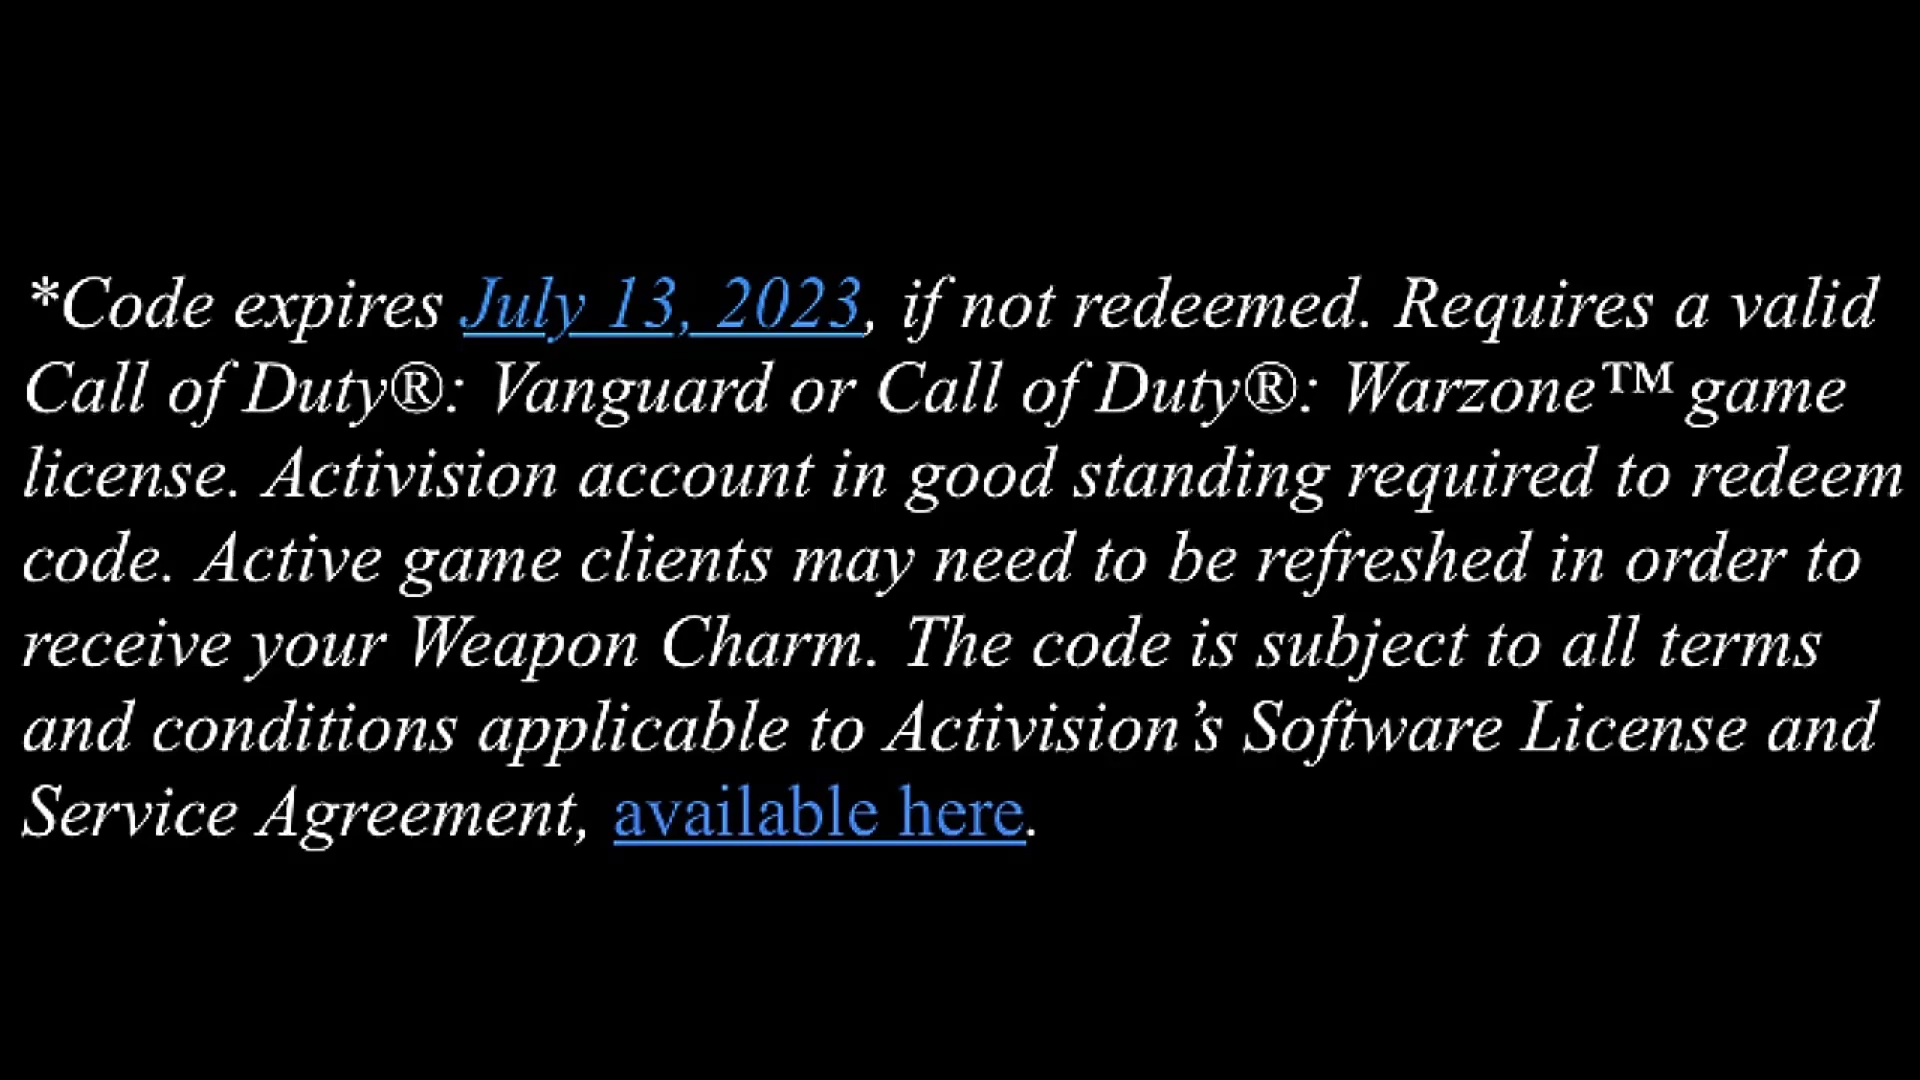 *Code expires July 13, 2023, if not redeemed. Requires a valid
Call of Duty®: Vanguard or Call of Duty®: Warzone™ game
license. Activision account in good standing required to redeem
code. Active game clients may need to be refreshed in order to
receive your Weapon Charm. The code is subject to all terms
and conditions applicable to Activision’s Software License and
Service Agreement, available here.